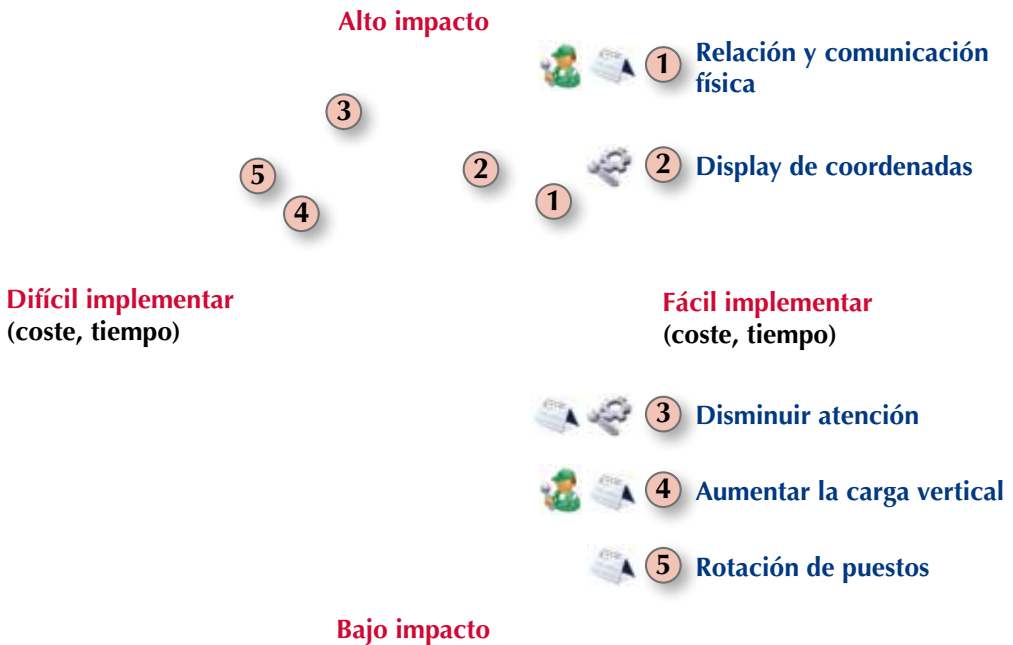 Alto impacto
1 Relación y comunicación
física
3
5
2
2 Display de coordenadas
4
1
Difícil implementar
(coste, tiempo)
Fácil implementar
(coste, tiempo)
3 Disminuir atención
4 Aumentar la carga vertical
5 Rotación de puestos
Bajo impacto